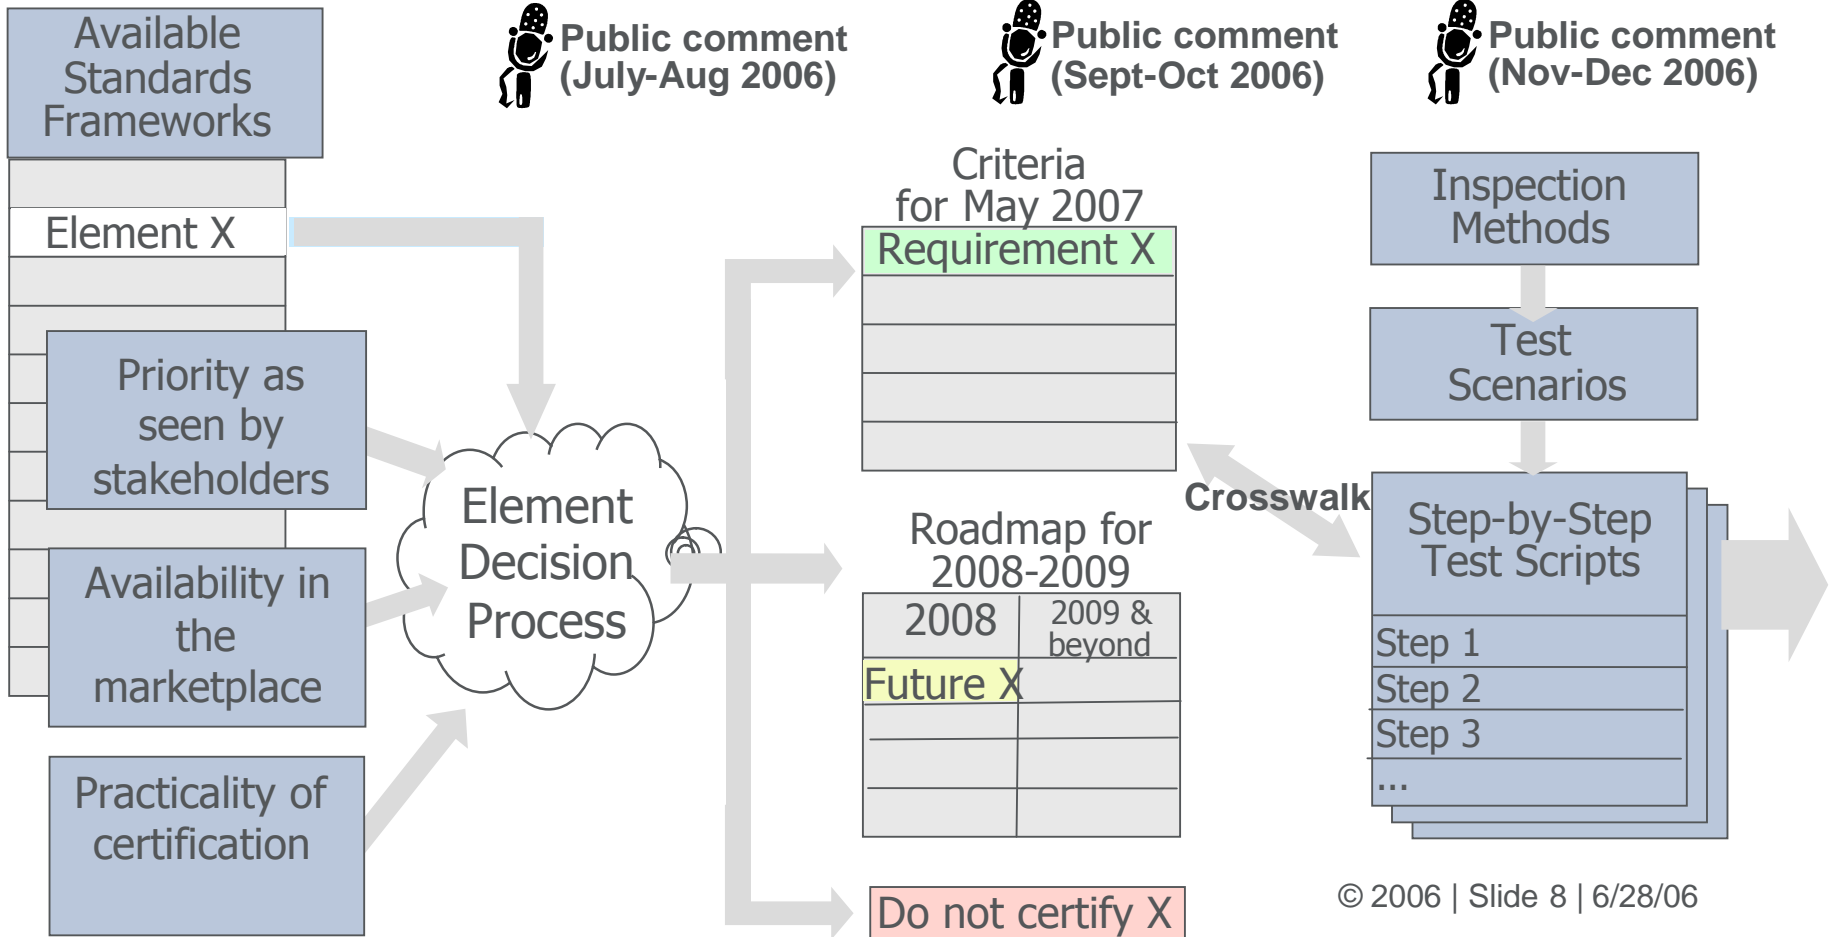 Available
Standards
Frameworks
Element X
Priority as
seen by
stakeholders
Availability in
the
marketplace
Practicality of
certification
Public comment
(July-Aug 2006)
Element
Decision
Process
Public comment
(Sept-Oct 2006)
Criteria
for May 2007
Requirement X
Roadmap for
2008-2009
2008
2009 &
beyond
Future X
Do not certify X
Crosswalk
Public comment
(Nov-Dec 2006)
Inspection
Methods
Test
Scenarios
Step-by-Step
Test Scripts
Step 1
Step 2
Step 3
...
© 2006 | Slide 8 | 6/28/06